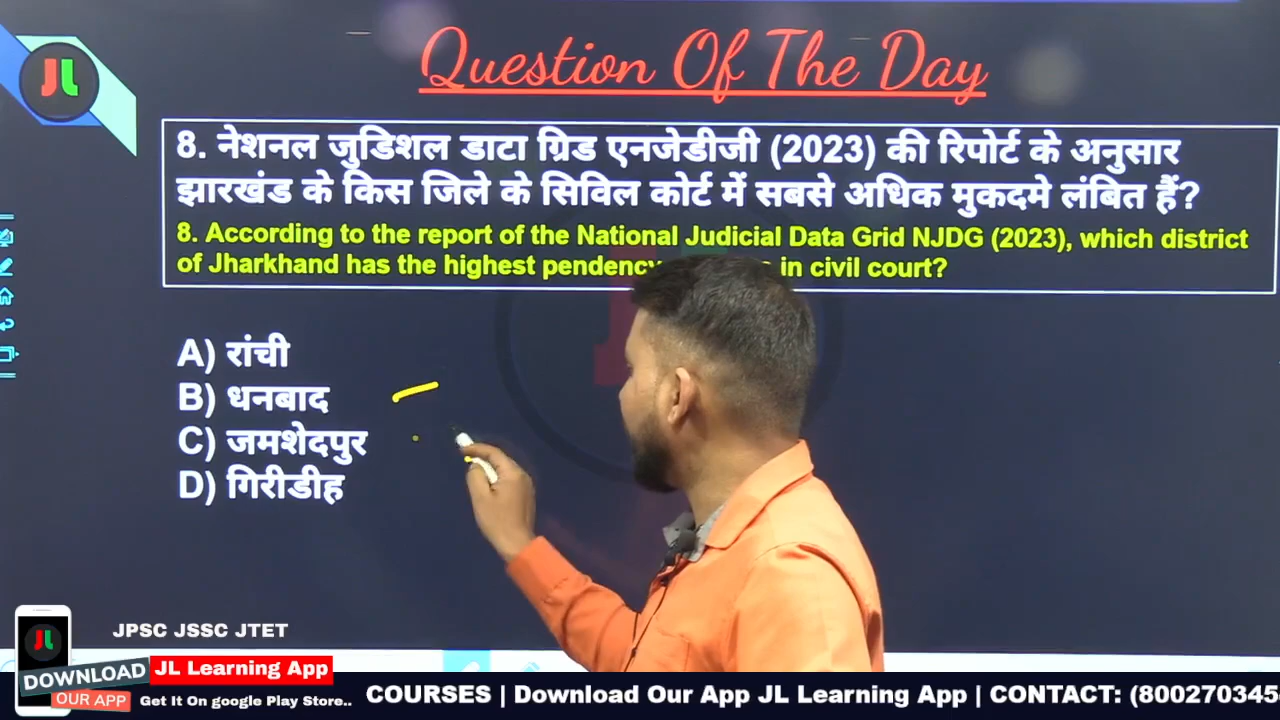 JL
Question Of The Day
8. नेशनल जुडिशल डाटा ग्रिड एनजेडीजी (2023) की रिपोर्ट के अनुसार
झारखंड के किस जिले के सिविल कोर्ट में सबसे अधिक मुकदमे लंबित हैं?
8. According to the report of the National Judicial Data Grid NJDG (2023), which district
of Jharkhand has the highest pendency in civil court?
A) रांची
B) धनबाद
C) जमशेदपुर
D) गिरीडीह
JPSC JSSC JTET
JL
DOWNLOAD JL Learning App
OUR APP Get It On google Play Store..
COURSES | Download Our App JL Learning App | CONTACT: (800270345